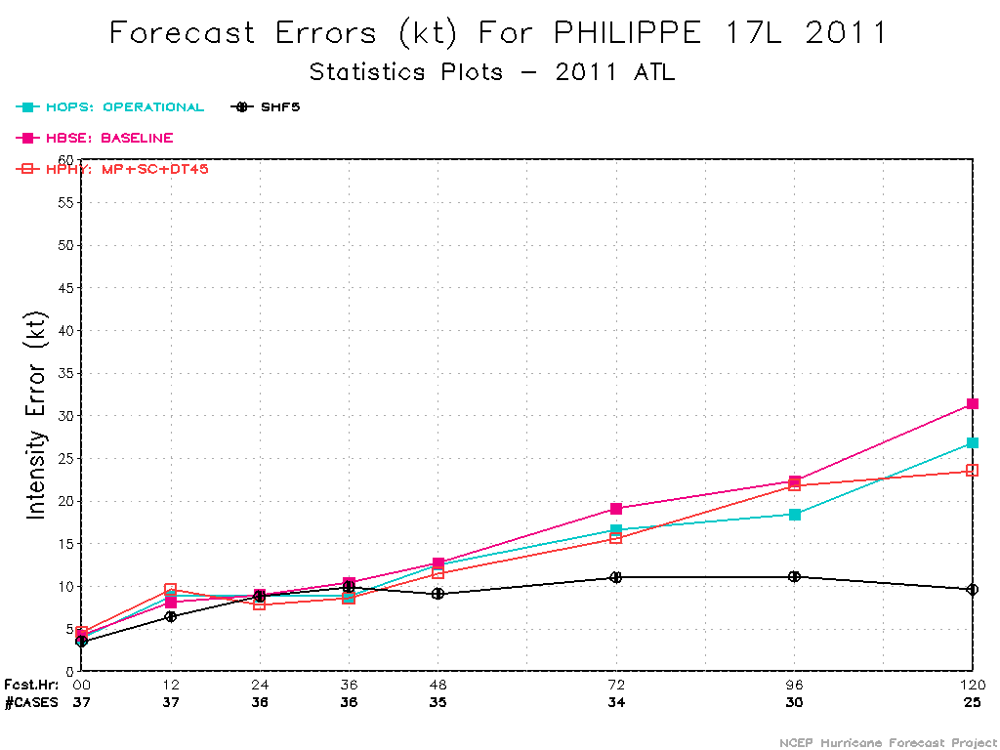 Forecast Errors (kt) For PHILIPPE 17L 2011
Statistics Plots - 2011 ATL
HOPS: OPERATIONAL SHF5
HBSE: BASELINE
HPHY: MP+SC+DT45
60
55
50
45
40
35
30
25
20
15
10
5
0
Intensity Error (kt)
Fcst.Hr: 00 12 24 36 48 72 96 120
#CASES 37 37 36 36 35 34 30 25
NCEP Hurricane Forecast Project